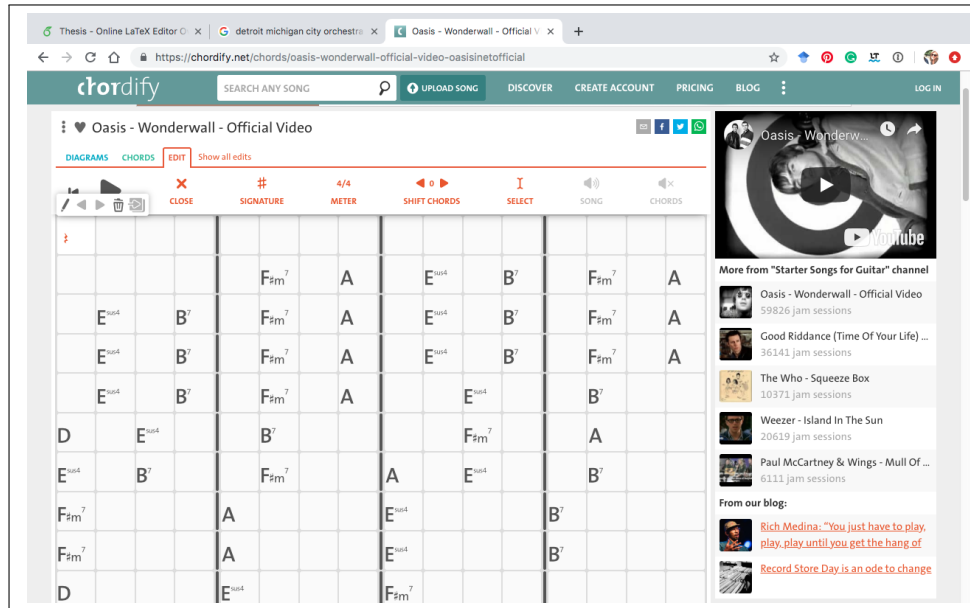 Thesis - Online LaTeX Editor O
detroit michigan city orchestra
Oasis - Wonderwall - Official V
https://chordify.net/chords/oasis-wonderwall-official-video-oasisinetofficial
chordify
SEARCH ANY SONG
UPLOAD SONG
DISCOVER
CREATE ACCOUNT
PRICING
BLOG
LOG IN
Oasis - Wonderwall - Official Video
DIAGRAMS CHORDS EDIT Show all edits
CLOSE
SIGNATURE
4/4
METER
0
SHIFT CHORDS
SELECT
SONG
CHORDS
F♯m7 A Esus4 B7 F♯m7 A
Esus4 B7 F♯m7 A Esus4 B7 F♯m7 A
Esus4 B7 F♯m7 A Esus4 B7 F♯m7 A
Esus4 B7 F♯m7 A Esus4 B7
D Esus4 B7 F♯m7 A
Esus4 B7 F♯m7 A Esus4 B7
F♯m7 A Esus4 B7
F♯m7 A Esus4 B7
D Esus4 F♯m7
Oasis - Wonderw...
YouTube
More from "Starter Songs for Guitar" channel
Oasis - Wonderwall - Official Video
59826 jam sessions
Good Riddance (Time Of Your Life) ...
36141 jam sessions
The Who - Squeeze Box
10371 jam sessions
Weezer - Island In The Sun
20619 jam sessions
Paul McCartney & Wings - Mull Of ...
6111 jam sessions
From our blog:
Rich Medina: “You just have to play,
play, play until you get the hang of
Record Store Day is an ode to change